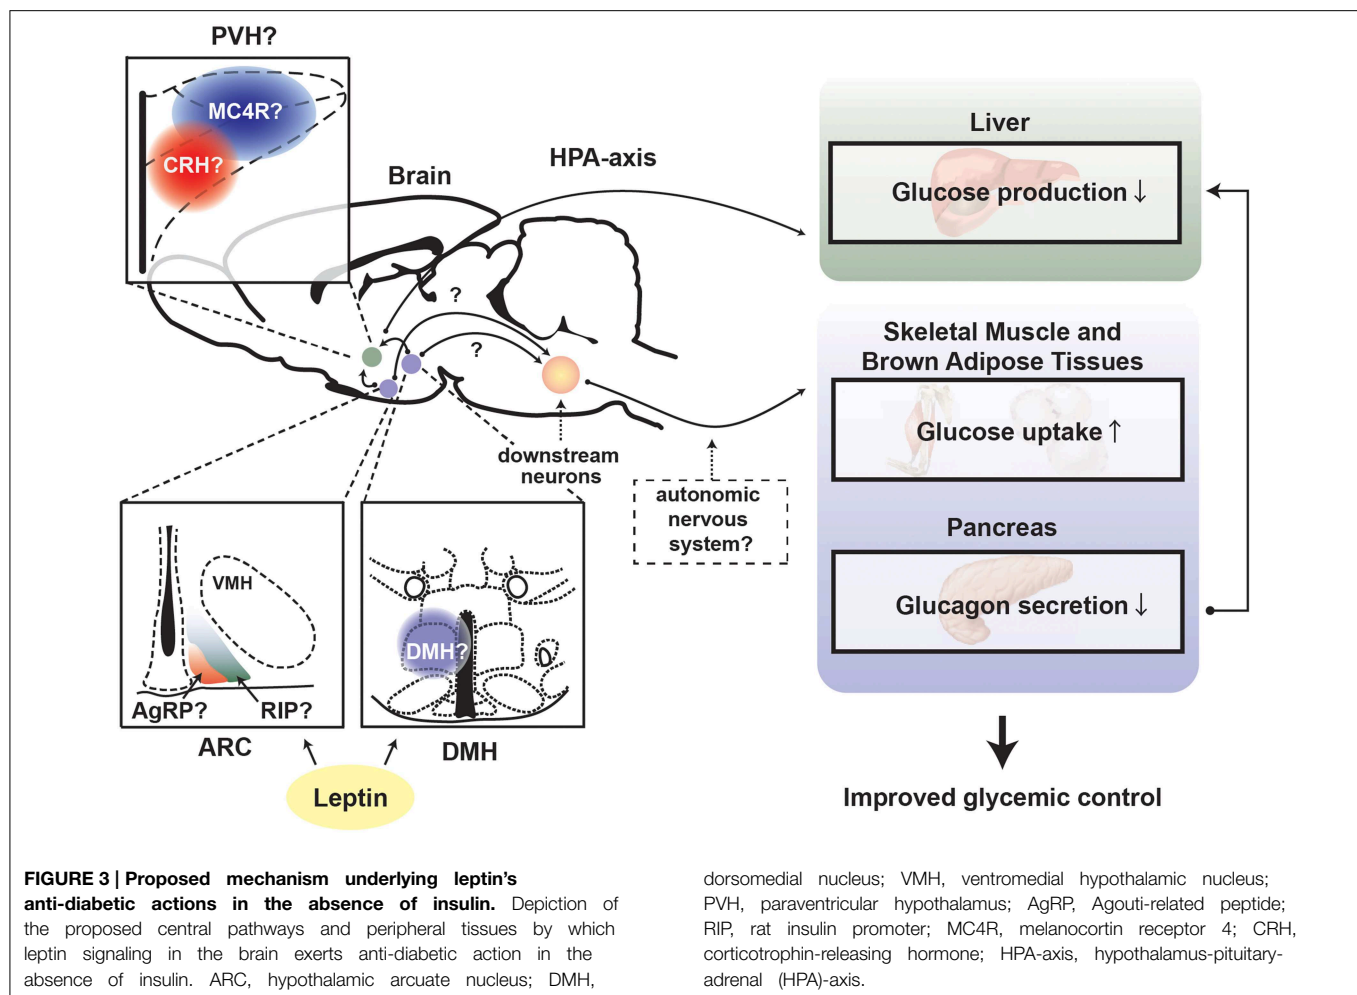 PVH?
MC4R?
CRH?
Brain
HPA-axis
?
?
downstream
neurons
autonomic
nervous
system?
VMH
AgRP?
RIP?
ARC
DMH?
DMH
Leptin
Liver
Glucose production ↓
Skeletal Muscle and
Brown Adipose Tissues
Glucose uptake ↑
Pancreas
Glucagon secretion ↓
Improved glycemic control
FIGURE 3 | Proposed mechanism underlying leptin's
anti-diabetic actions in the absence of insulin. Depiction of
the proposed central pathways and peripheral tissues by which
leptin signaling in the brain exerts anti-diabetic action in the
absence of insulin. ARC, hypothalamic arcuate nucleus; DMH,
dorsomedial nucleus; VMH, ventromedial hypothalamic nucleus;
PVH, paraventricular hypothalamus; AgRP, Agouti-related peptide;
RIP, rat insulin promoter; MC4R, melanocortin receptor 4; CRH,
corticotrophin-releasing hormone; HPA-axis, hypothalamus-pituitary-
adrenal (HPA)-axis.